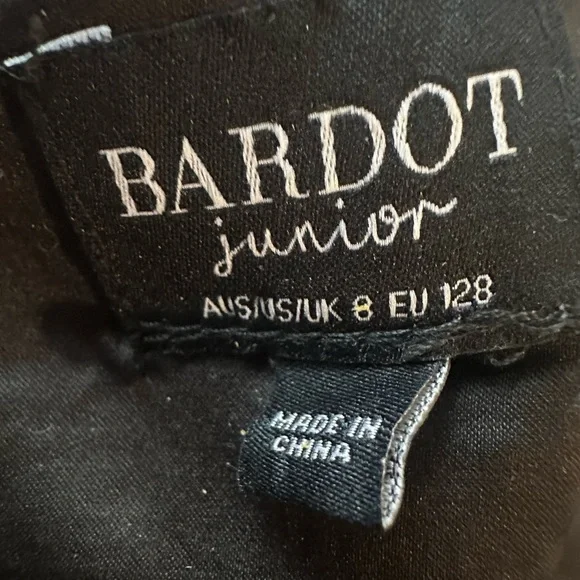 BARDOT
junior
AUS/US/UK 8 EU 128
MADE IN
CHINA